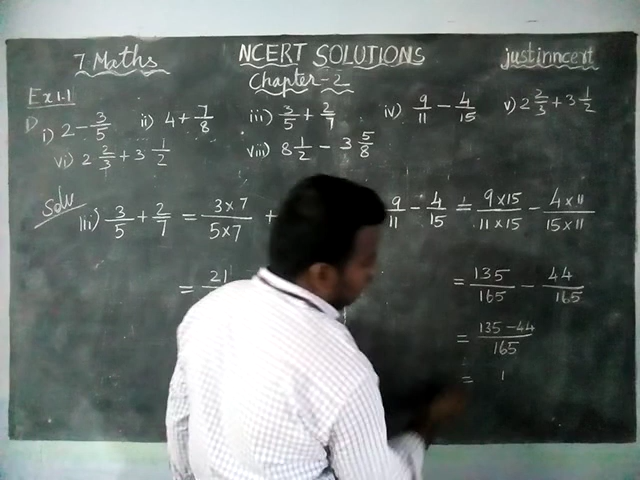 7 Maths NCERT SOLUTIONS justinncert
Chapter-2
Ex 1.1
1) i) 2 - 3/5 ii) 4 + 7/8 iii) 3/5 + 2/7 iv) 9/11 - 4/15 v) 2 2/3 + 3 1/2
vi) 2 2/3 + 3 1/2 viii) 8 1/2 - 3 5/8
Solu
iii) 3/5 + 2/7 = 3×7/5×7 + 9/11 - 4/15 = 9×15/11×15 - 4×11/15×11
= 21 = 135/165 - 44/165
= 135-44/165
=